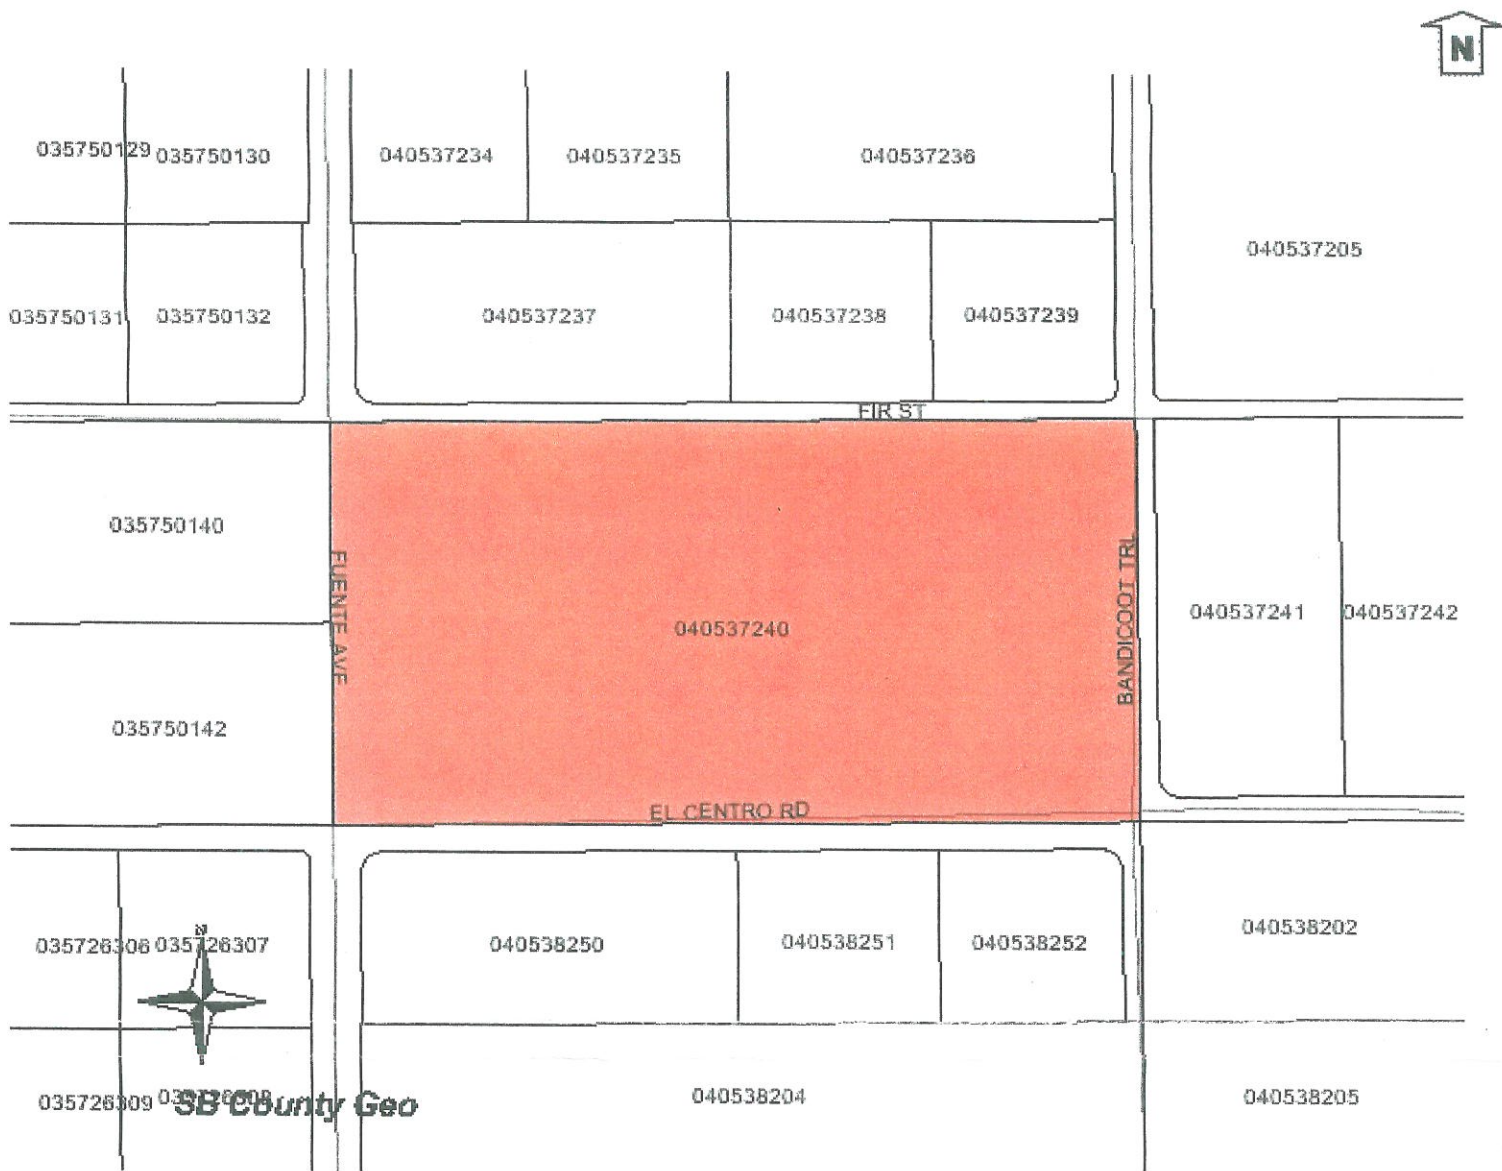 N
035750129 035750130 040537234 040537235 040537236
040537205
035750131 035750132 040537237 040537238 040537239
FIR ST
035750140
FUENTE AVE
BANDICOOT TRL
040537240
040537241 040537242
035750142
EL CENTRO RD
035726306 035726307 040538250 040538251 040538252 040538202
N
035726309 SB County Geo 040538204 040538205